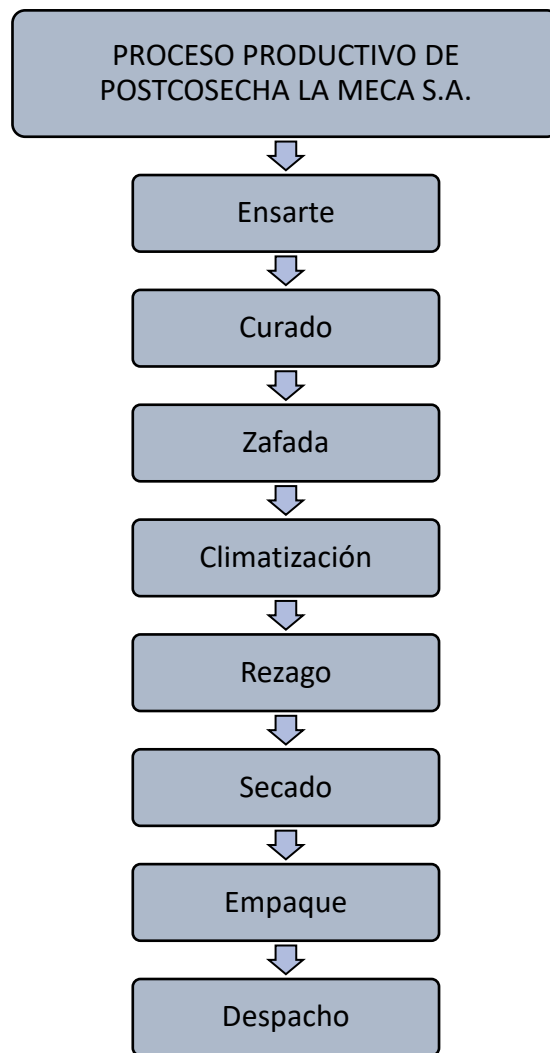 PROCESO PRODUCTIVO DE
POSTCOSECHA LA MECA S.A.
Ensarte
Curado
Zafada
Climatización
Rezago
Secado
Empaque
Despacho